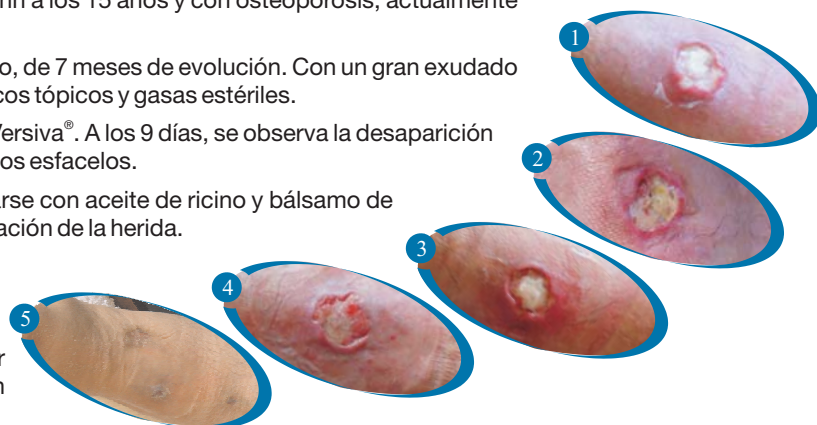 a los 15 años y con osteoporosis, actualmente
o, de 7 meses de evolución. Con un gran exudado
cos tópicos y gasas estériles.
Versiva®. A los 9 días, se observa la desaparición
os esfacelos.
arse con aceite de ricino y bálsamo de
ación de la herida.
1
2
3
4
5
r